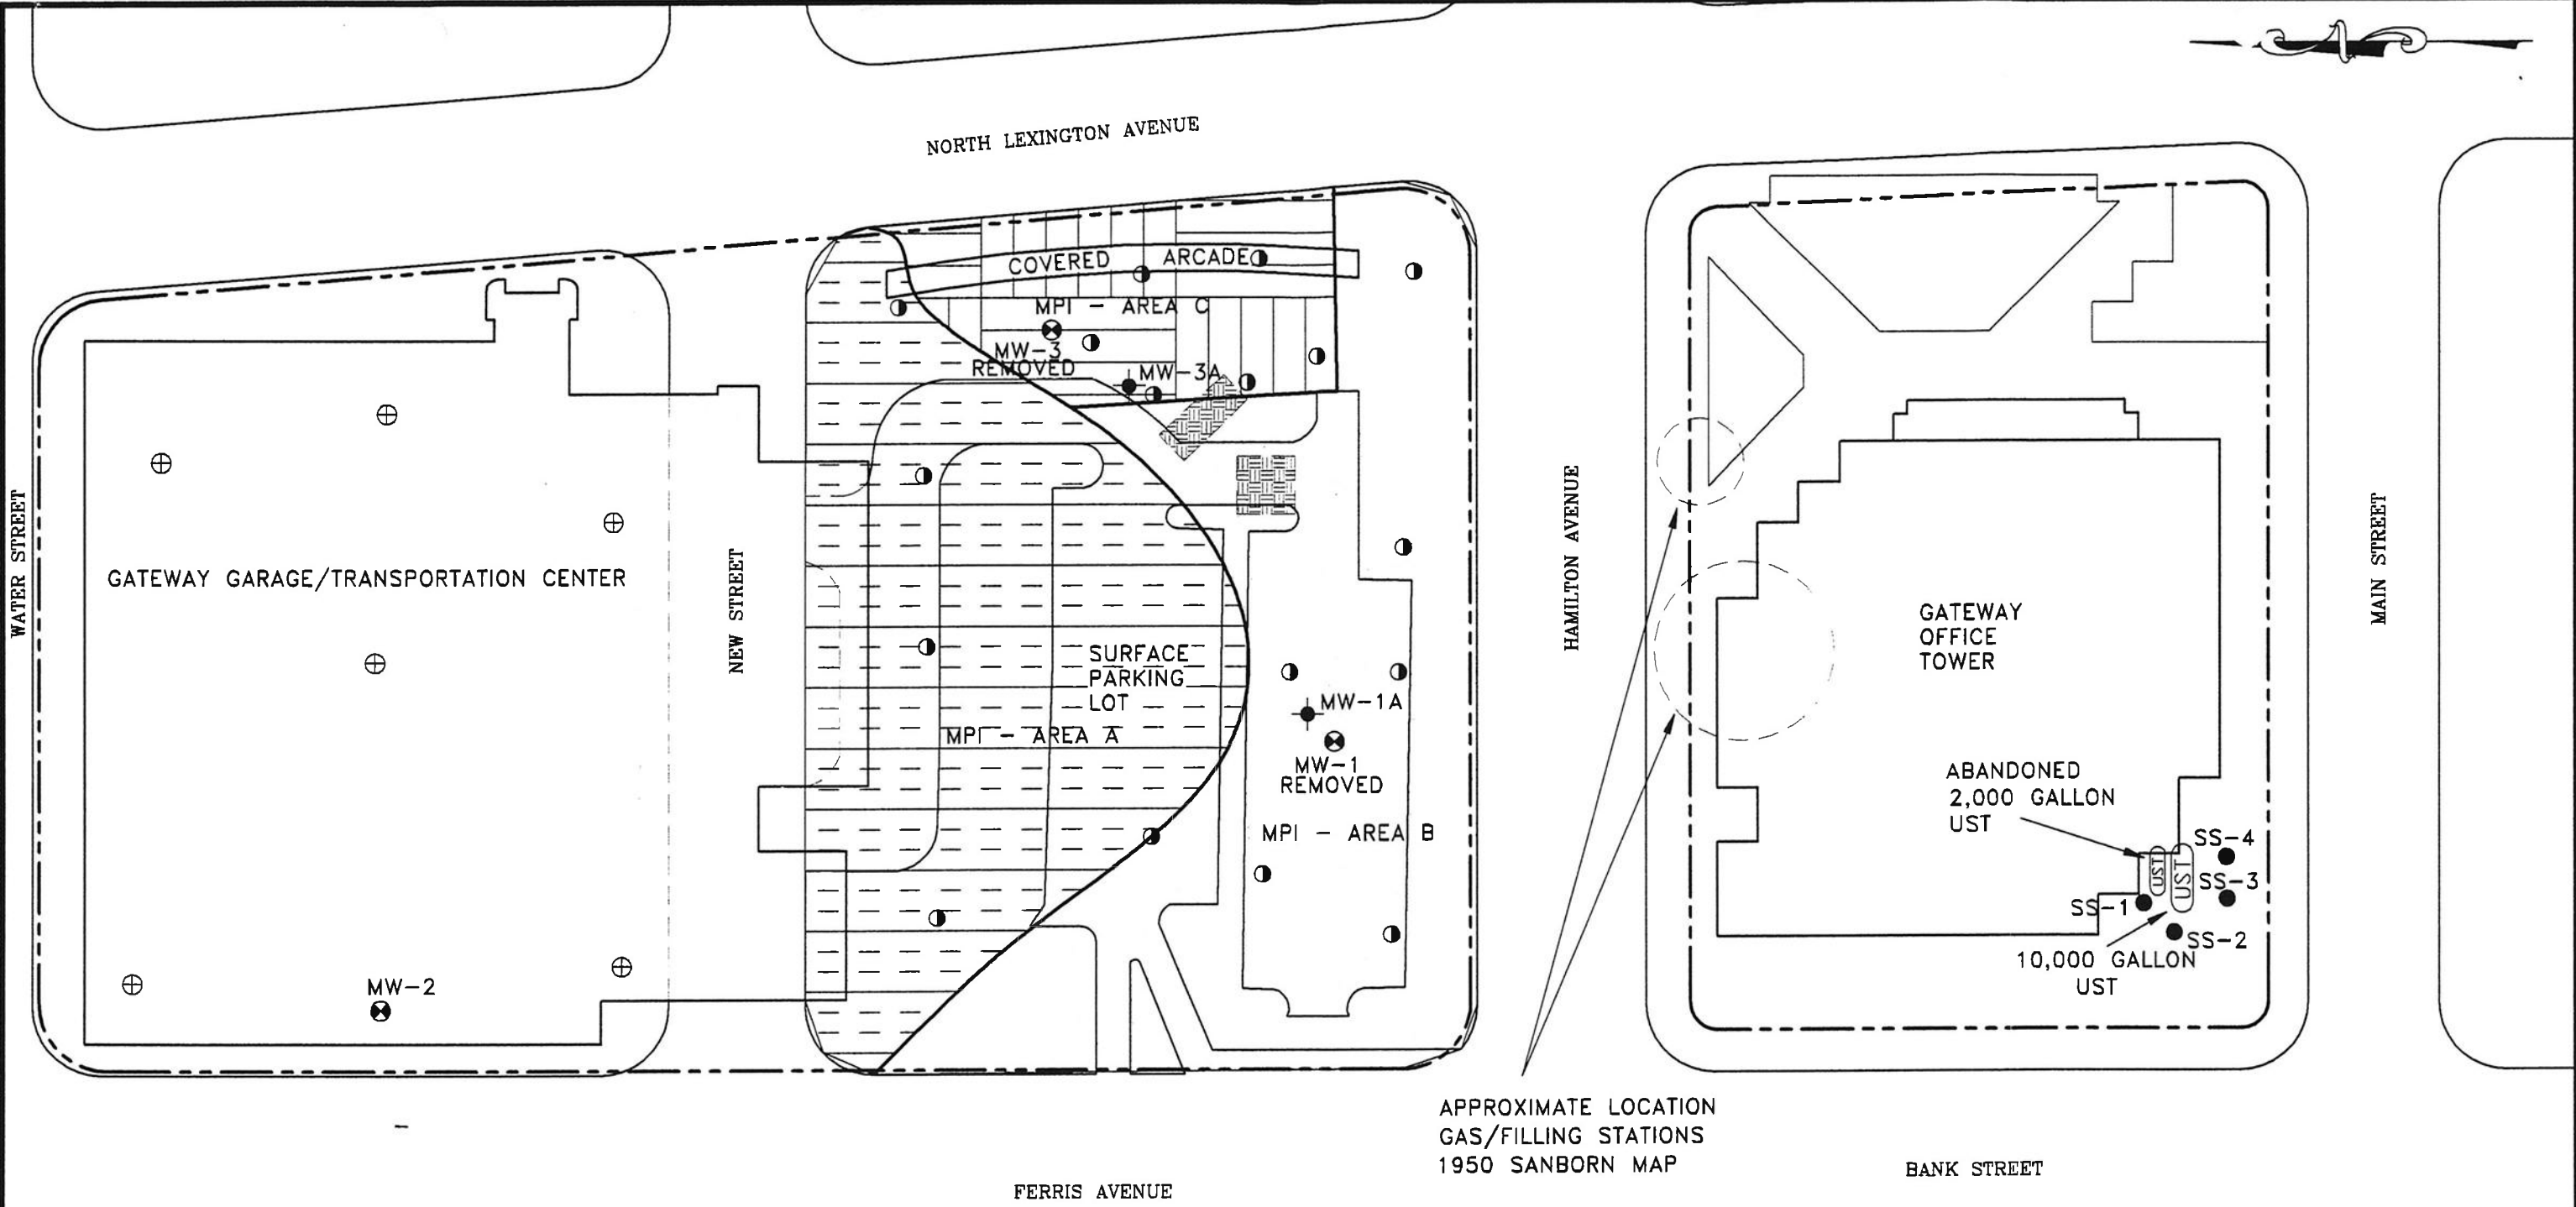 NORTH LEXINGTON AVENUE
COVERED ARCADE
MPI - AREA C
MW-3
REMOVED
MW-3A
WATER STREET
GATEWAY GARAGE/TRANSPORTATION CENTER
NEW STREET
SURFACE
PARKING
LOT
MPI - AREA A
MW-1A
MW-1
REMOVED
MPI - AREA B
HAMILTON AVENUE
GATEWAY
OFFICE
TOWER
MAIN STREET
ABANDONED
2,000 GALLON
UST
UST
UST
SS-4
SS-3
SS-1
SS-2
10,000 GALLON
UST
MW-2
APPROXIMATE LOCATION
GAS/FILLING STATIONS
1950 SANBORN MAP
BANK STREET
FERRIS AVENUE